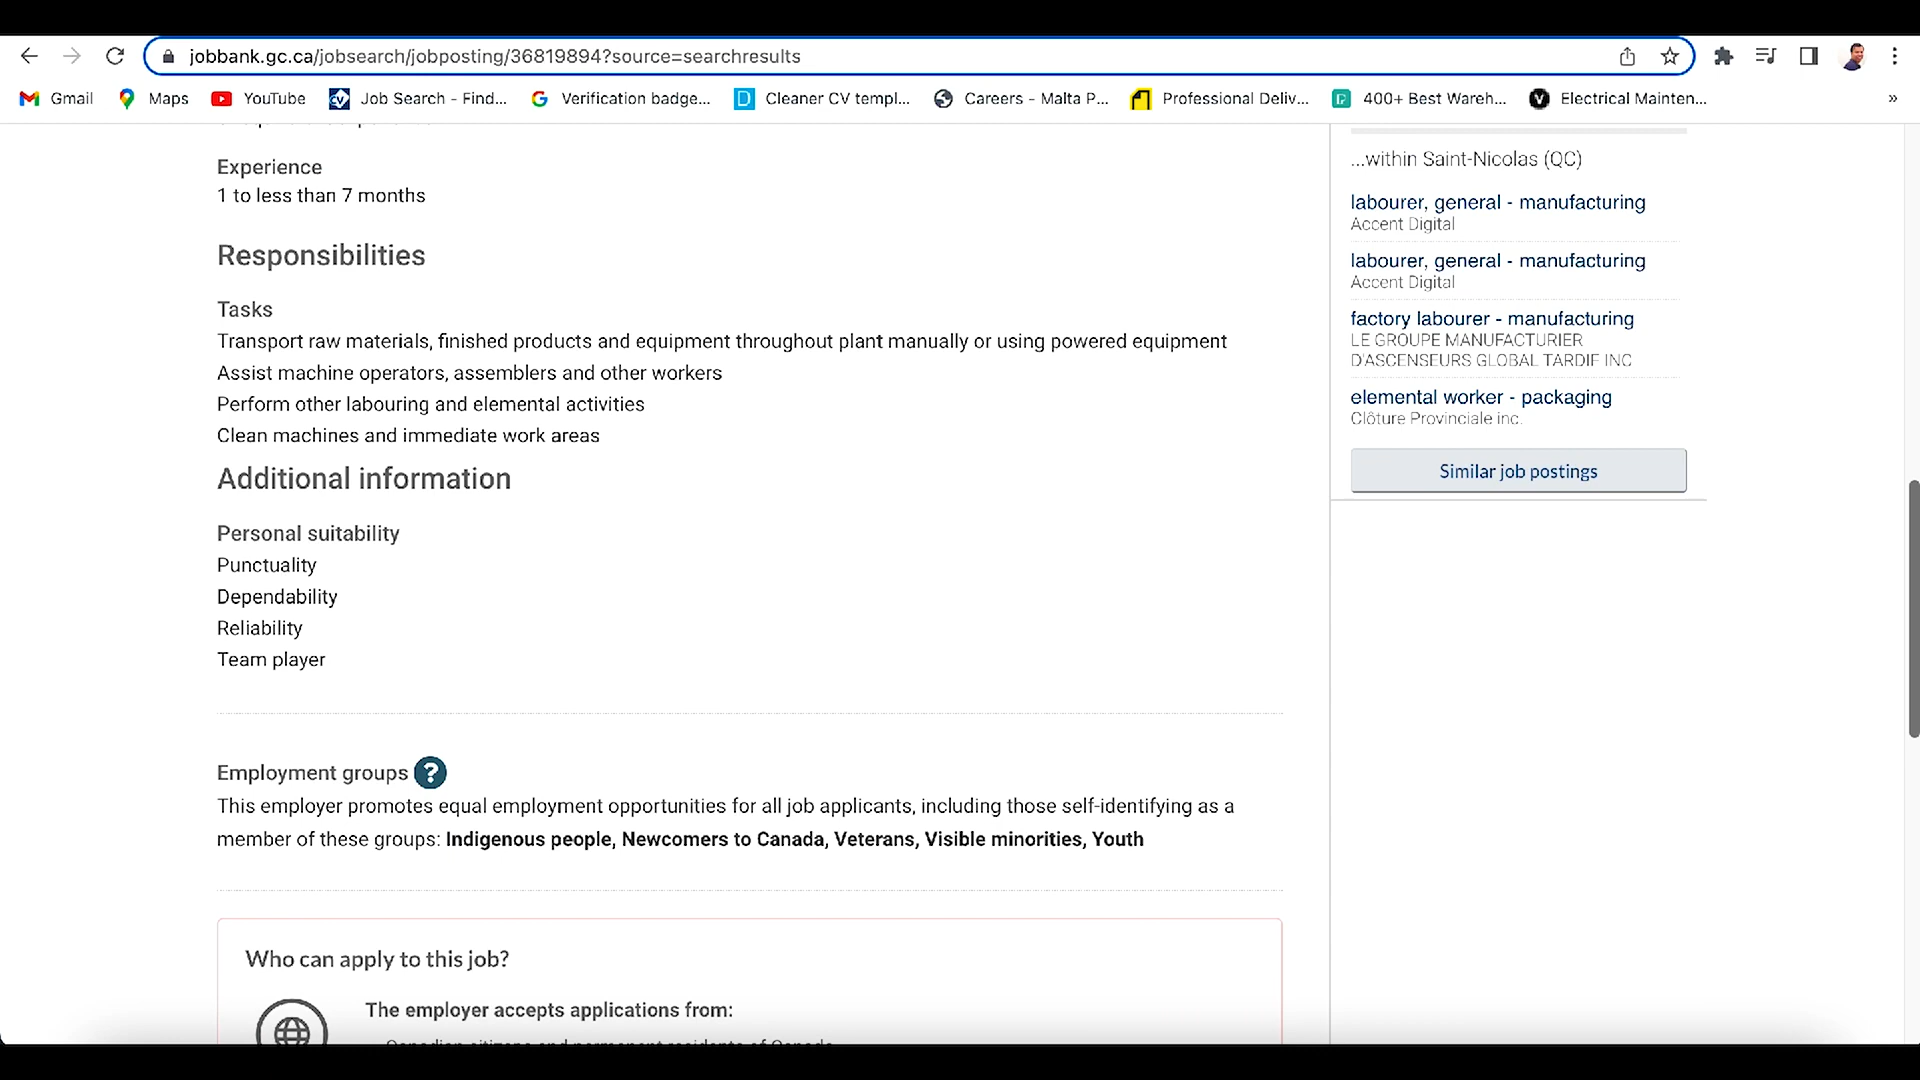 jobbank.gc.ca/jobsearch/jobposting/36819894?source=searchresults
Gmail
Maps
YouTube
Job Search - Find...
Verification badge...
Cleaner CV templ...
Careers - Malta P...
Professional Deliv...
400+ Best Wareh...
Electrical Mainten...
»
Experience
1 to less than 7 months
Responsibilities
Tasks
Transport raw materials, finished products and equipment throughout plant manually or using powered equipment
Assist machine operators, assemblers and other workers
Perform other labouring and elemental activities
Clean machines and immediate work areas
Additional information
Personal suitability
Punctuality
Dependability
Reliability
Team player
Employment groups ?
This employer promotes equal employment opportunities for all job applicants, including those self-identifying as a
member of these groups: Indigenous people, Newcomers to Canada, Veterans, Visible minorities, Youth
Who can apply to this job?
The employer accepts applications from:
Canadian citizens and permanent residents of Canada
...within Saint-Nicolas (QC)
labourer, general - manufacturing
Accent Digital
labourer, general - manufacturing
Accent Digital
factory labourer - manufacturing
LE GROUPE MANUFACTURIER
D'ASCENSEURS GLOBAL TARDIF INC
elemental worker - packaging
Clôture Provinciale inc.
Similar job postings